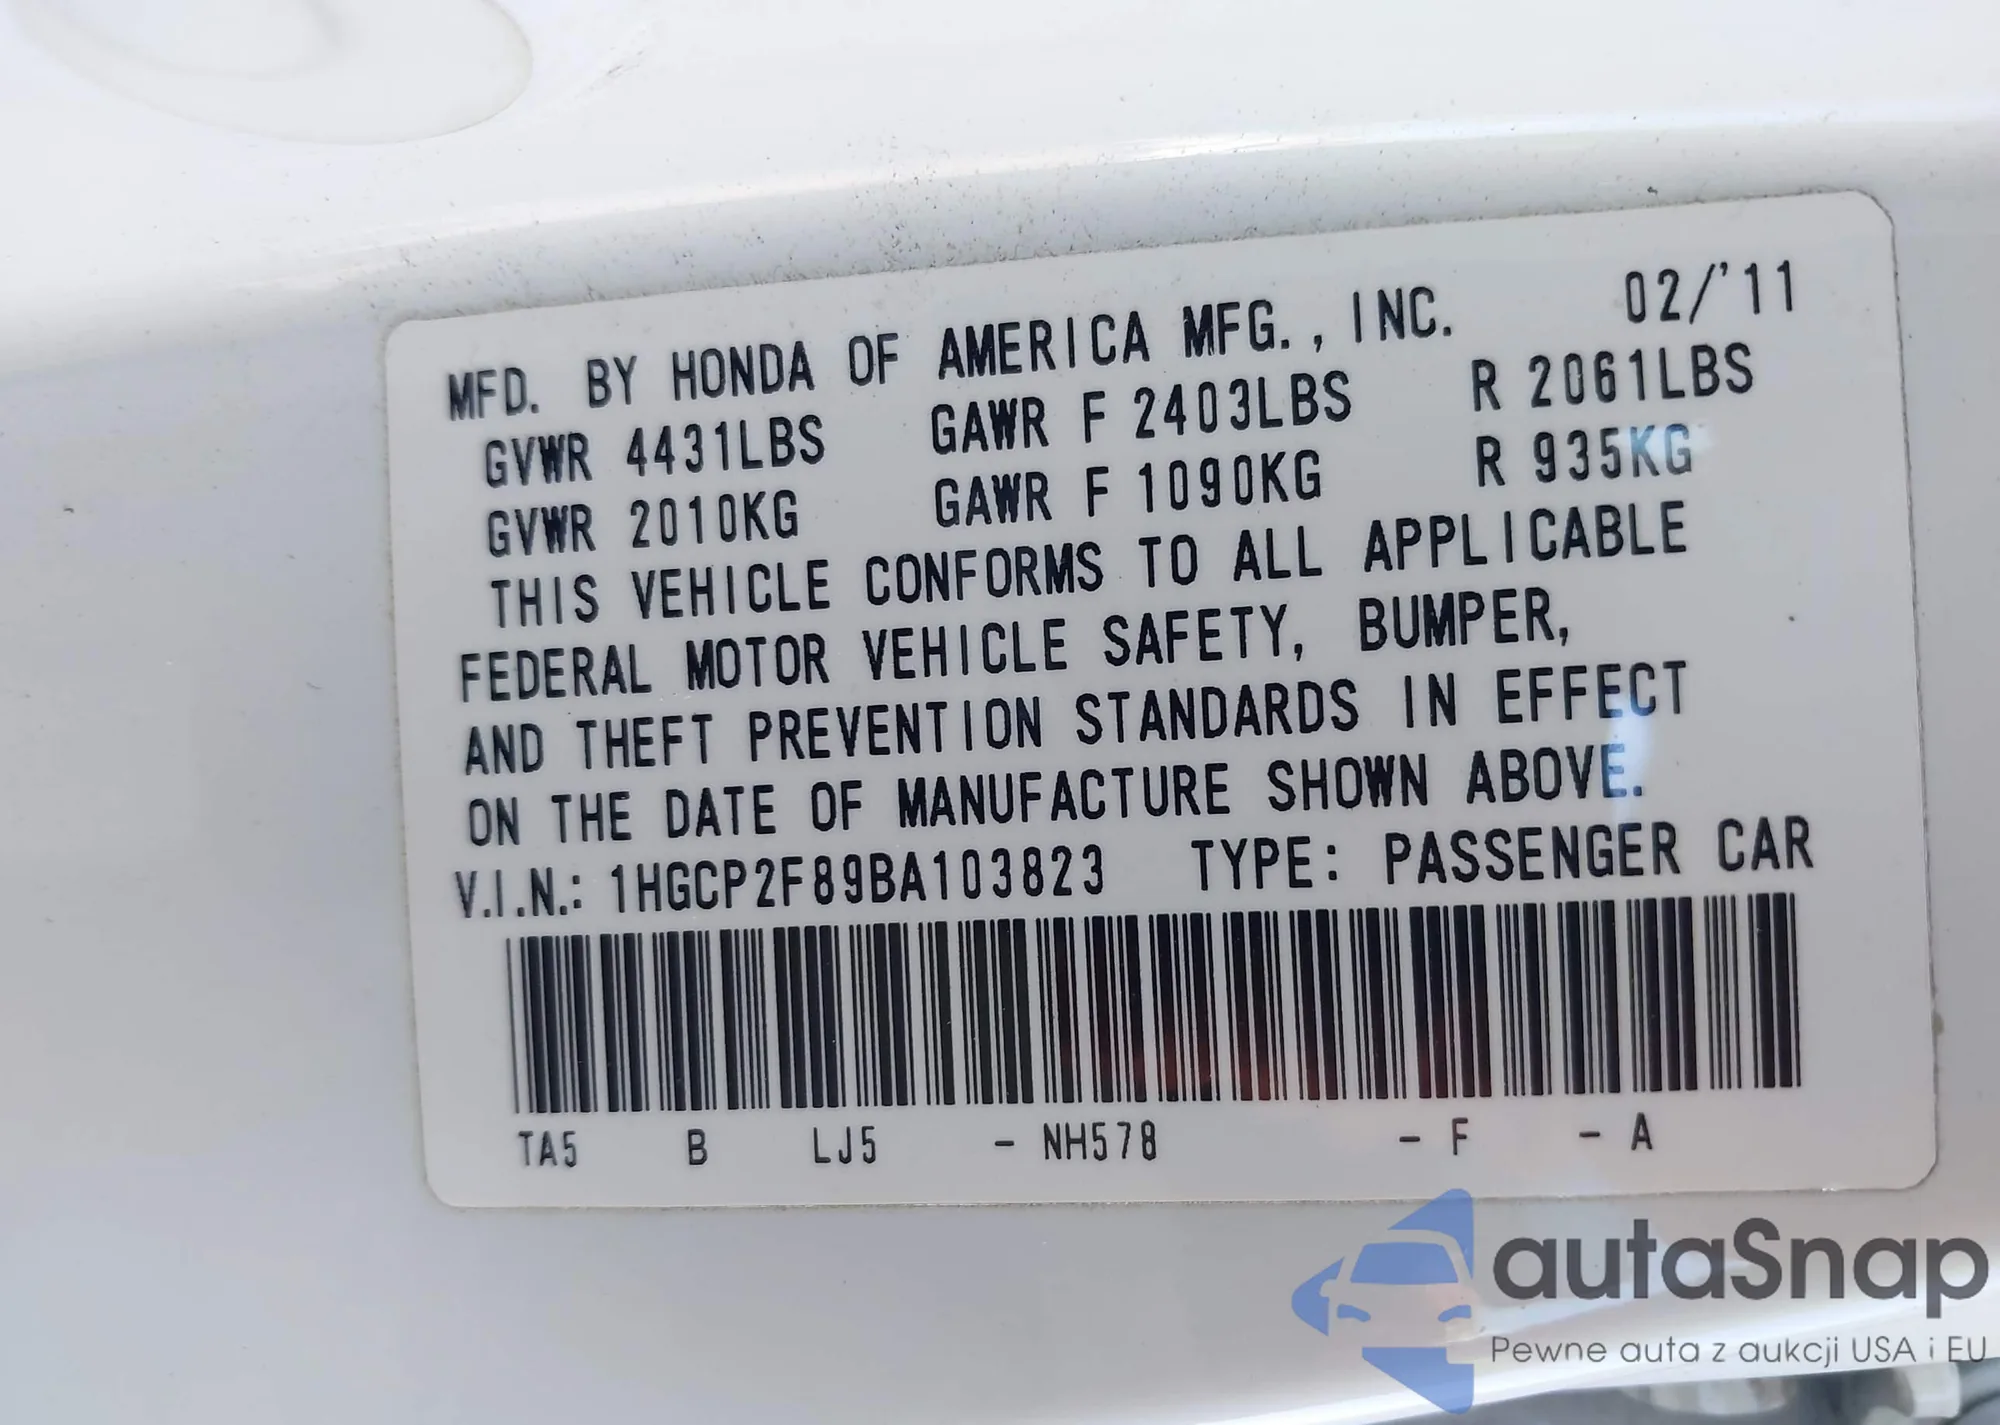 MFD. BY HONDA OF AMERICA MFG., INC. 02/'11
GVWR 4431LBS GAWR F 2403LBS R 2061LBS
GVWR 2010KG GAWR F 1090KG R 935KG
THIS VEHICLE CONFORMS TO ALL APPLICABLE
FEDERAL MOTOR VEHICLE SAFETY, BUMPER,
AND THEFT PREVENTION STANDARDS IN EFFECT
ON THE DATE OF MANUFACTURE SHOWN ABOVE.
V.I.N.: 1HGCP2F89BA103823 TYPE: PASSENGER CAR
TA5 B LJ5 - NH578 - F - A
autaSnap
Pewne auta z aukcji USA i EU